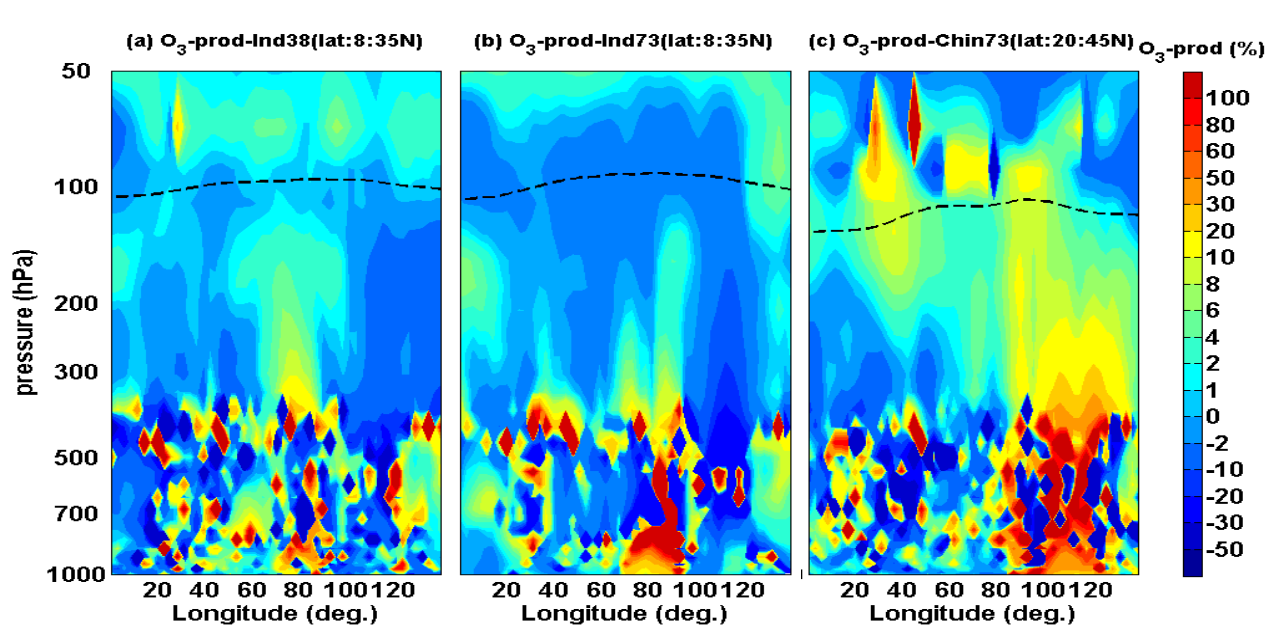 (a) O3-prod-Ind38(lat:8:35N)
(b) O3-prod-Ind73(lat:8:35N)
(c) O3-prod-Chin73(lat:20:45N)
O3-prod (%)
pressure (hPa)
50
100
200
300
500
700
1000
20 40 60 80 100 120
20 40 60 80 100 120
20 40 60 80 100 120
Longitude (deg.)
Longitude (deg.)
Longitude (deg.)
100
80
60
50
30
20
10
8
6
4
2
1
0
-2
-10
-20
-30
-50